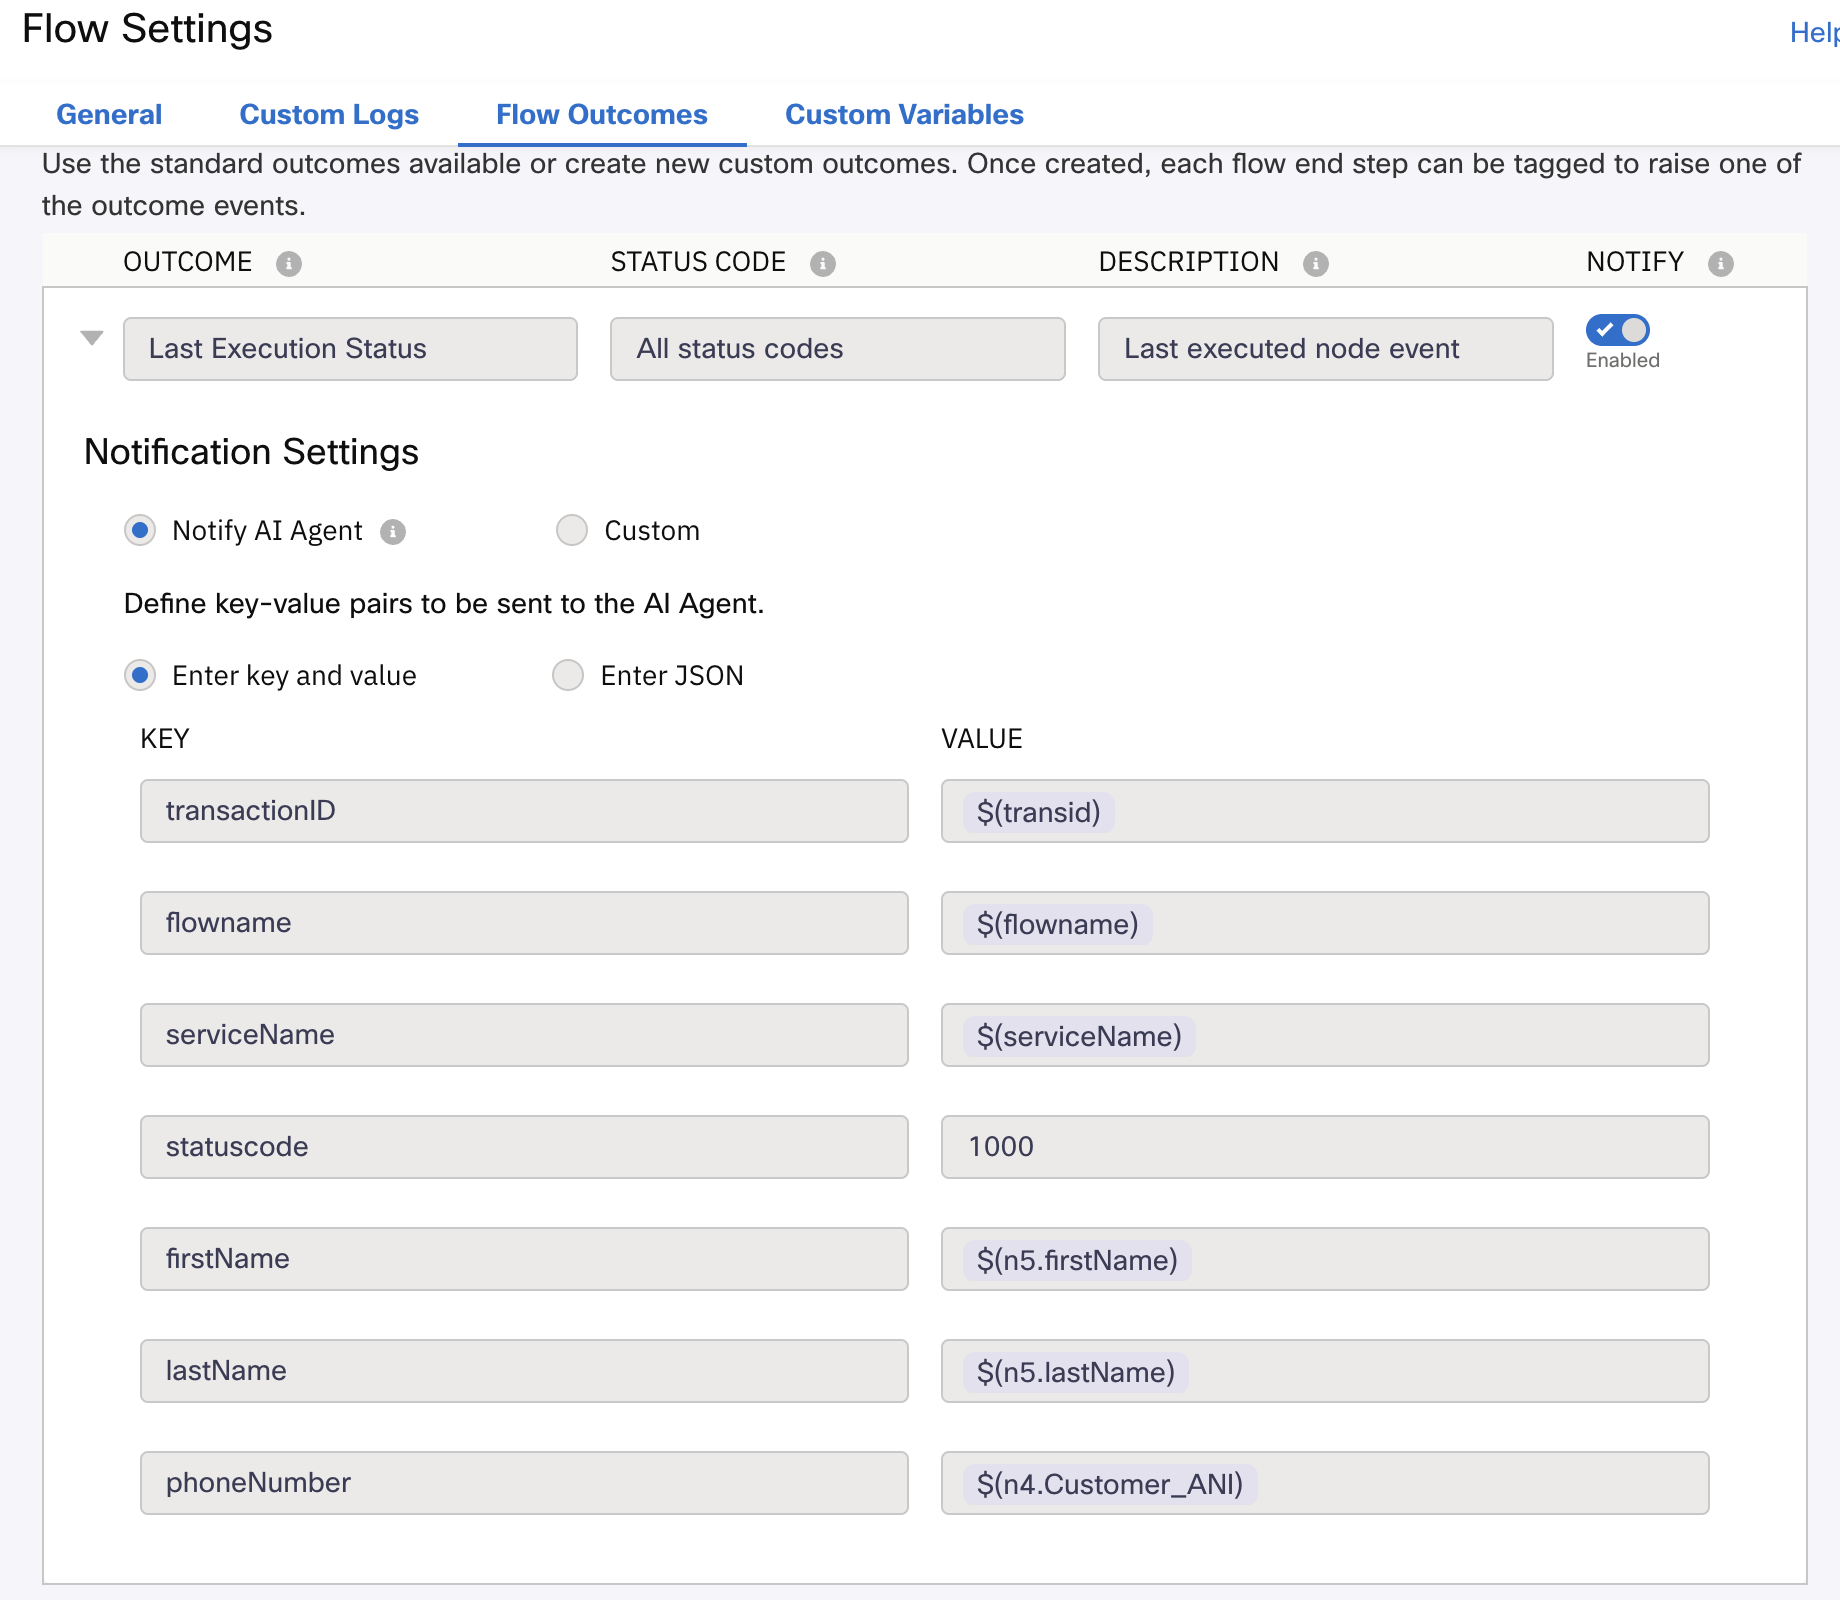 Flow Settings
Help
General Custom Logs Flow Outcomes Custom Variables
Use the standard outcomes available or create new custom outcomes. Once created, each flow end step can be tagged to raise one of
the outcome events.
OUTCOME STATUS CODE DESCRIPTION NOTIFY
Last Execution Status All status codes Last executed node event
Enabled
Notification Settings
Notify AI Agent Custom
Define key-value pairs to be sent to the AI Agent.
Enter key and value Enter JSON
KEY VALUE
transactionID $(transid)
flowname $(flowname)
serviceName $(serviceName)
statuscode 1000
firstName $(n5.firstName)
lastName $(n5.lastName)
phoneNumber $(n4.Customer_ANI)